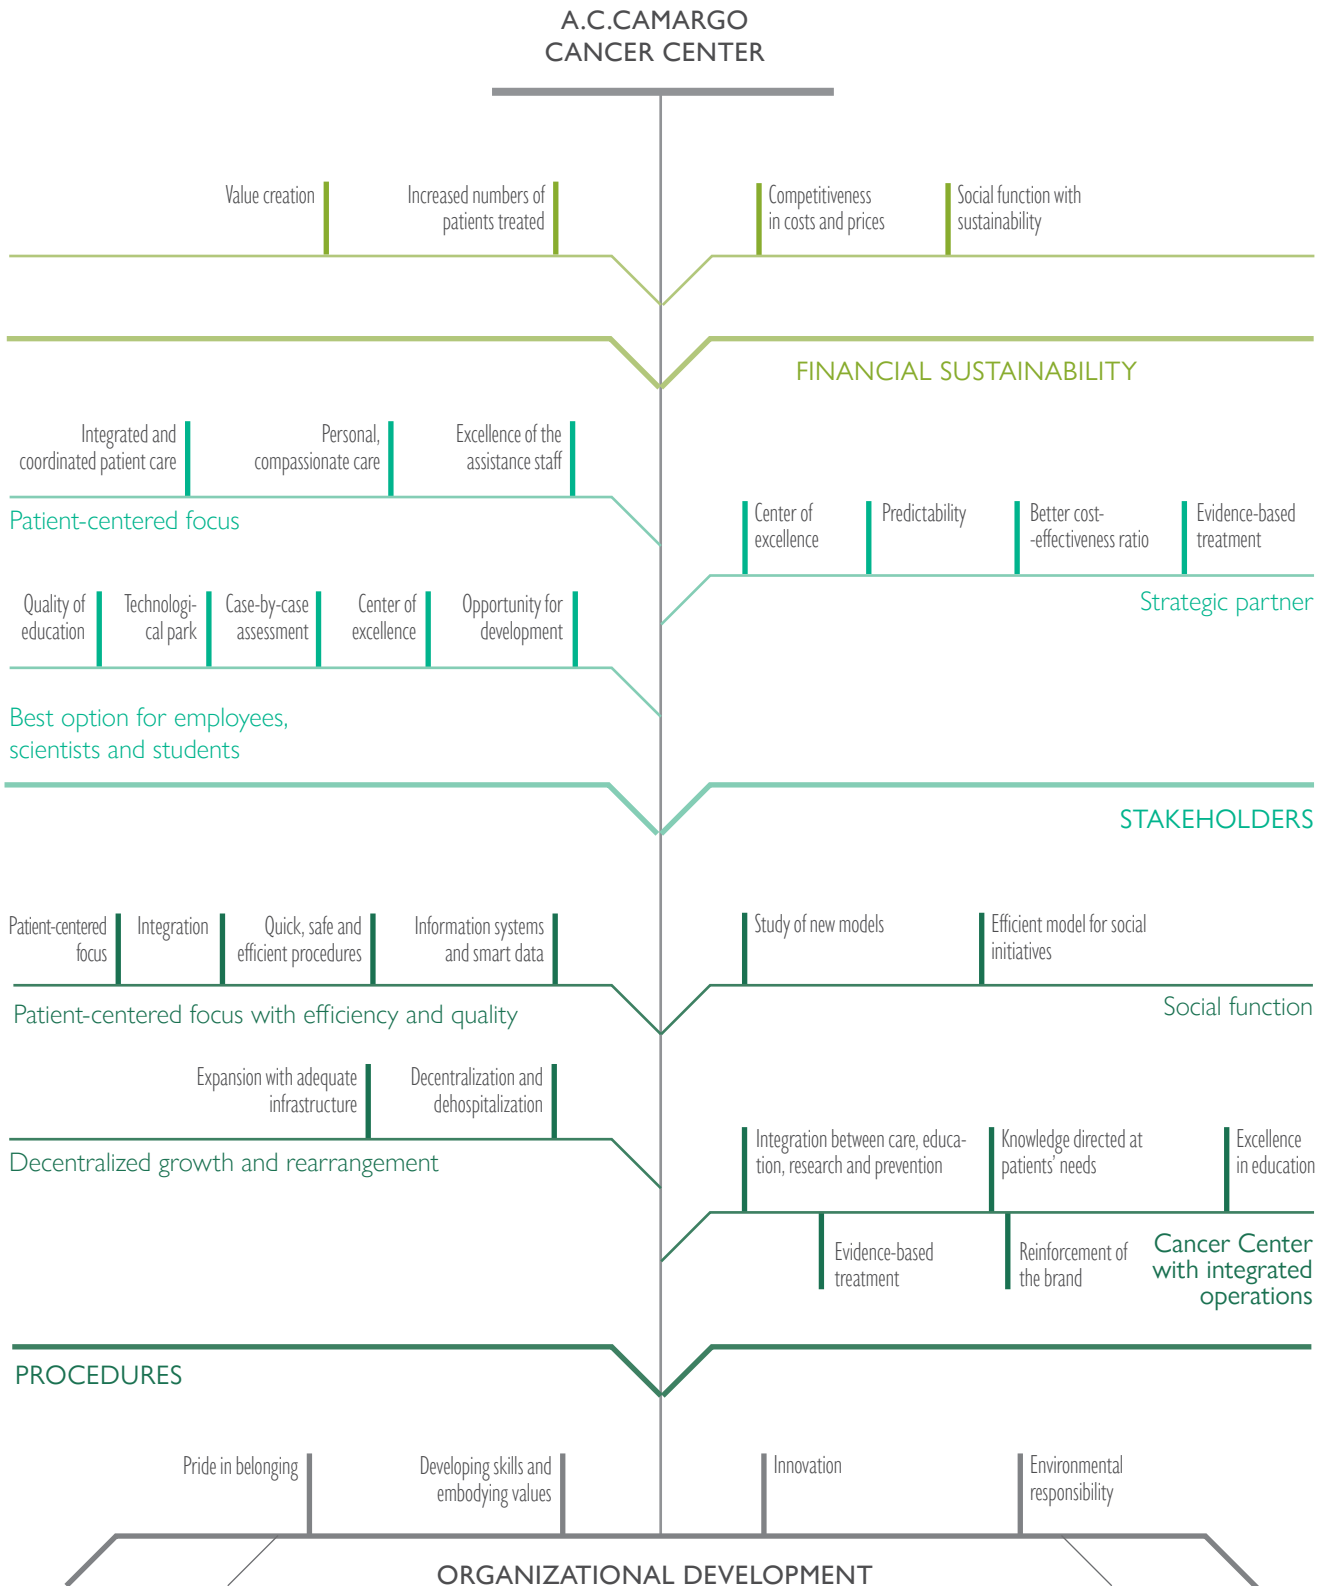 A.C.CAMARGO
CANCER CENTER
Value creation
Increased numbers of
patients treated
Competitiveness
in costs and prices
Social function with
sustainability
FINANCIAL SUSTAINABILITY
Integrated and
coordinated patient care
Personal,
compassionate care
Excellence of the
assistance staff
Patient-centered focus
Center of
excellence
Predictability
Better cost-
-effectiveness ratio
Evidence-based
treatment
Strategic partner
Quality of
education
Technologi-
cal park
Case-by-case
assessment
Center of
excellence
Opportunity for
development
Best option for employees,
scientists and students
STAKEHOLDERS
Patient-centered
focus
Integration
Quick, safe and
efficient procedures
Information systems
and smart data
Patient-centered focus with efficiency and quality
Study of new models
Efficient model for social
initiatives
Social function
Expansion with adequate
infrastructure
Decentralization and
dehospitalization
Decentralized growth and rearrangement
Integration between care, educa-
tion, research and prevention
Knowledge directed at
patients' needs
Excellence
in education
Evidence-based
treatment
Reinforcement of
the brand
Cancer Center
with integrated
operations
PROCEDURES
Pride in belonging
Developing skills and
embodying values
Innovation
Environmental
responsibility
ORGANIZATIONAL DEVELOPMENT